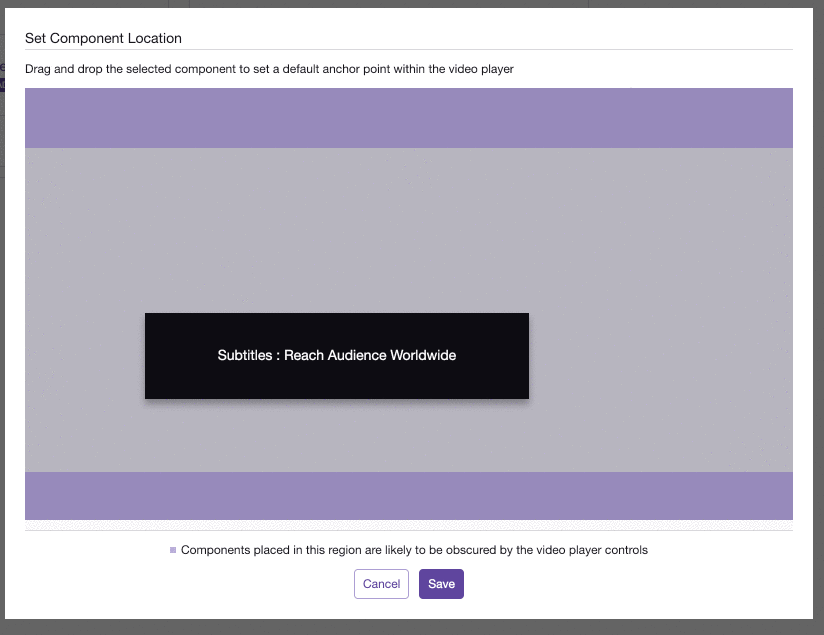 Set Component Location
Drag and drop the selected component to set a default anchor point within the video player
Subtitles : Reach Audience Worldwide
Components placed in this region are likely to be obscured by the video player controls
Cancel
Save